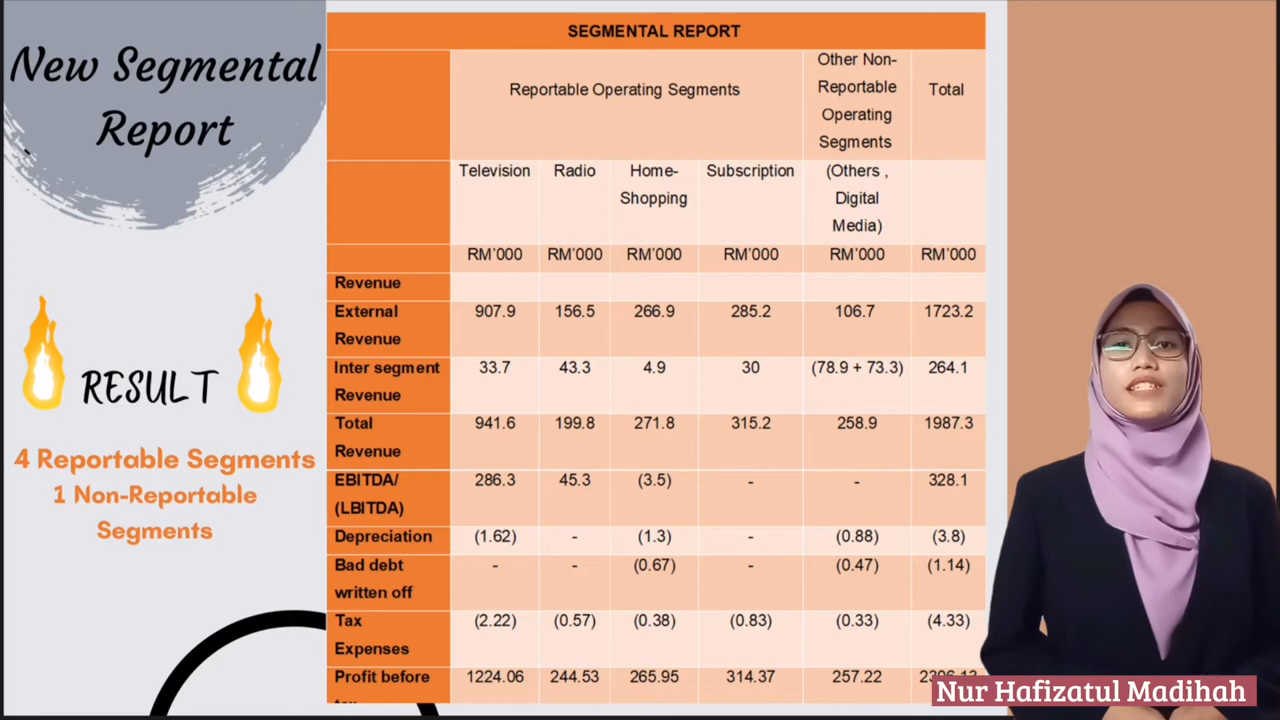 New Segmental
Report
RESULT
4 Reportable Segments
1 Non-Reportable
Segments
SEGMENTAL REPORT
Reportable Operating Segments
Other Non-
Reportable
Operating
Segments
Total
Television Radio Home-
Shopping
Subscription (Others ,
Digital
Media)
RM'000 RM'000 RM'000 RM'000 RM'000 RM'000
Revenue
External
Revenue
907.9 156.5 266.9 285.2 106.7 1723.2
Inter segment
Revenue
33.7 43.3 4.9 30 (78.9 + 73.3) 264.1
Total
Revenue
941.6 199.8 271.8 315.2 258.9 1987.3
EBITDA/
(LBITDA)
286.3 45.3 (3.5) - - 328.1
Depreciation (1.62) - (1.3) - (0.88) (3.8)
Bad debt
written off
- - (0.67) - (0.47) (1.14)
Tax
Expenses
(2.22) (0.57) (0.38) (0.83) (0.33) (4.33)
Profit before
1224.06 244.53 265.95 314.37 257.22
Nur Hafizatul Madihah